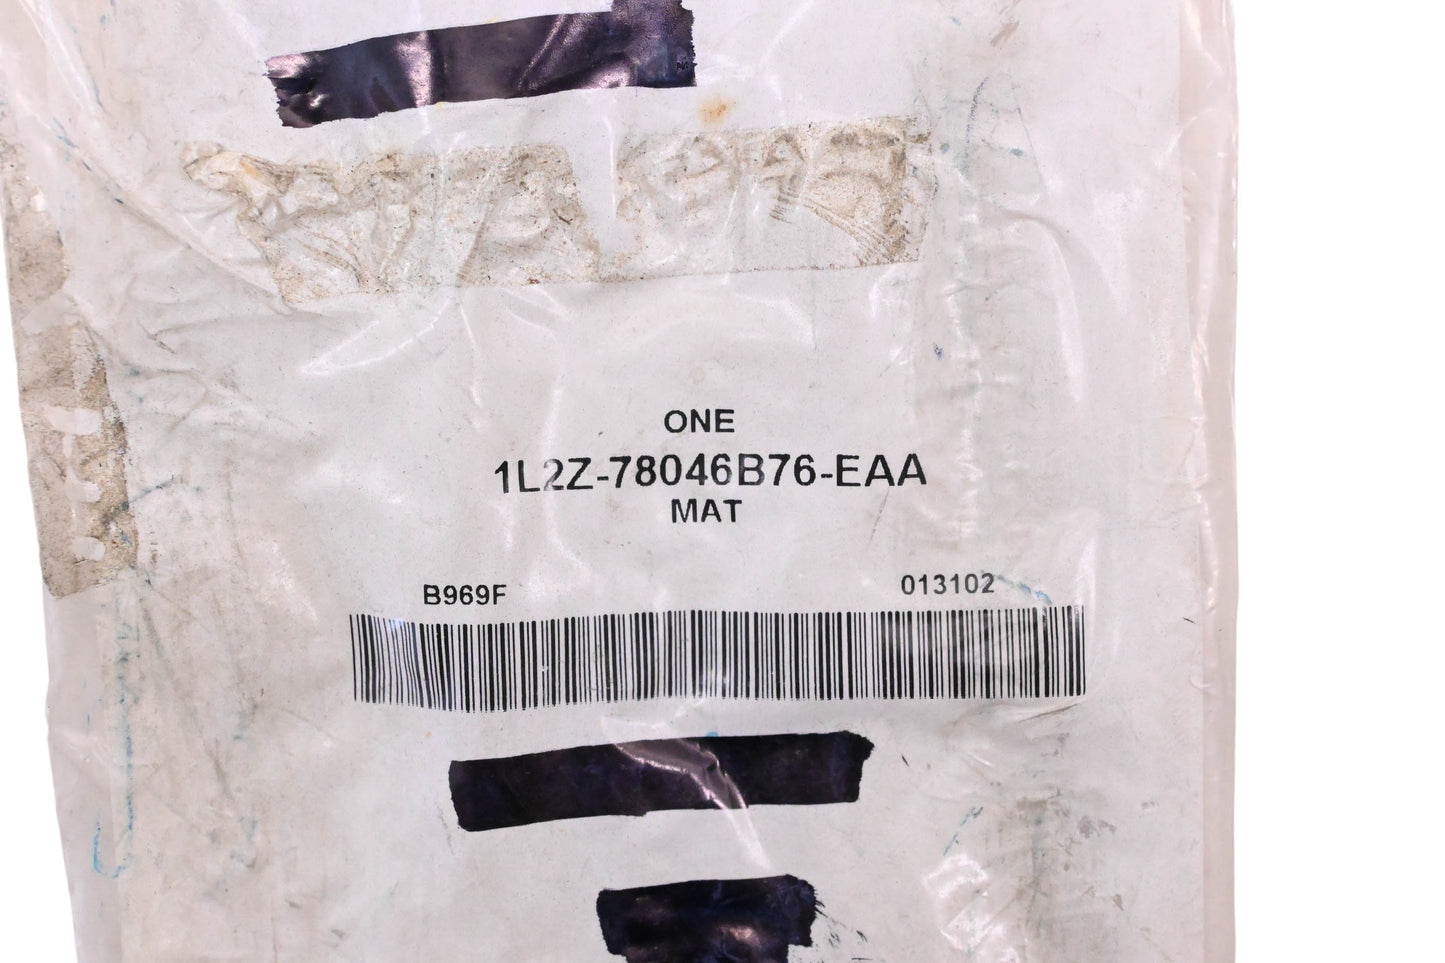 ONE
1L2Z-78046B76-EAA
MAT
B969F 013102